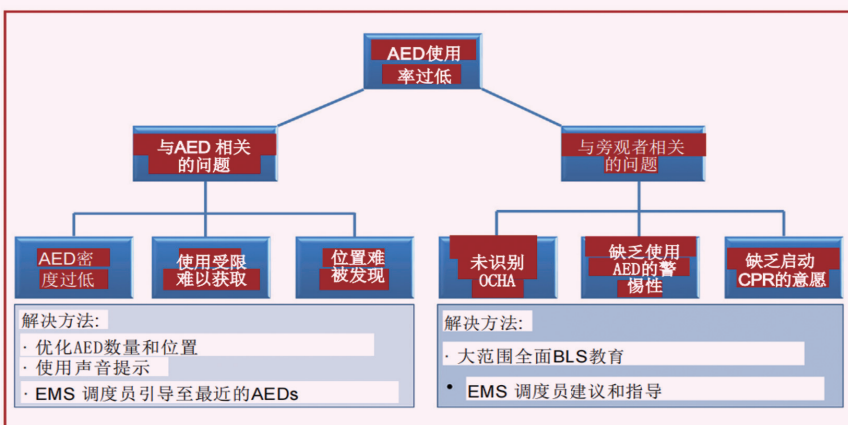 AED使用
率过低
与AED 相关
的问题
与旁观者相关
的问题
AED密
度过低
使用受限
难以获取
位置难
被发现
未识别
OCHA
缺乏使用
AED的警
惕性
缺乏启动
CPR的意愿
解决方法:
· 优化AED数量和位置
· 使用声音提示
· EMS 调度员引导至最近的AEDs
解决方法:
· 大范围全面BLS教育
• EMS 调度员建议和指导